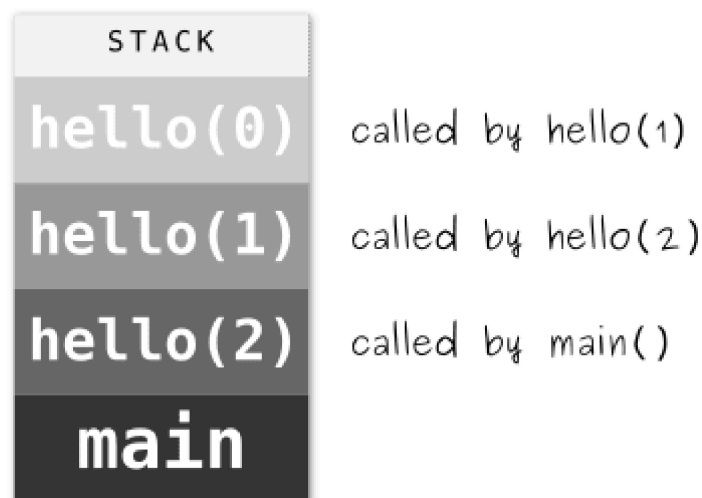 STACK
hello(0) called by hello(1)
hello(1) called by hello(2)
hello(2) called by main()
main